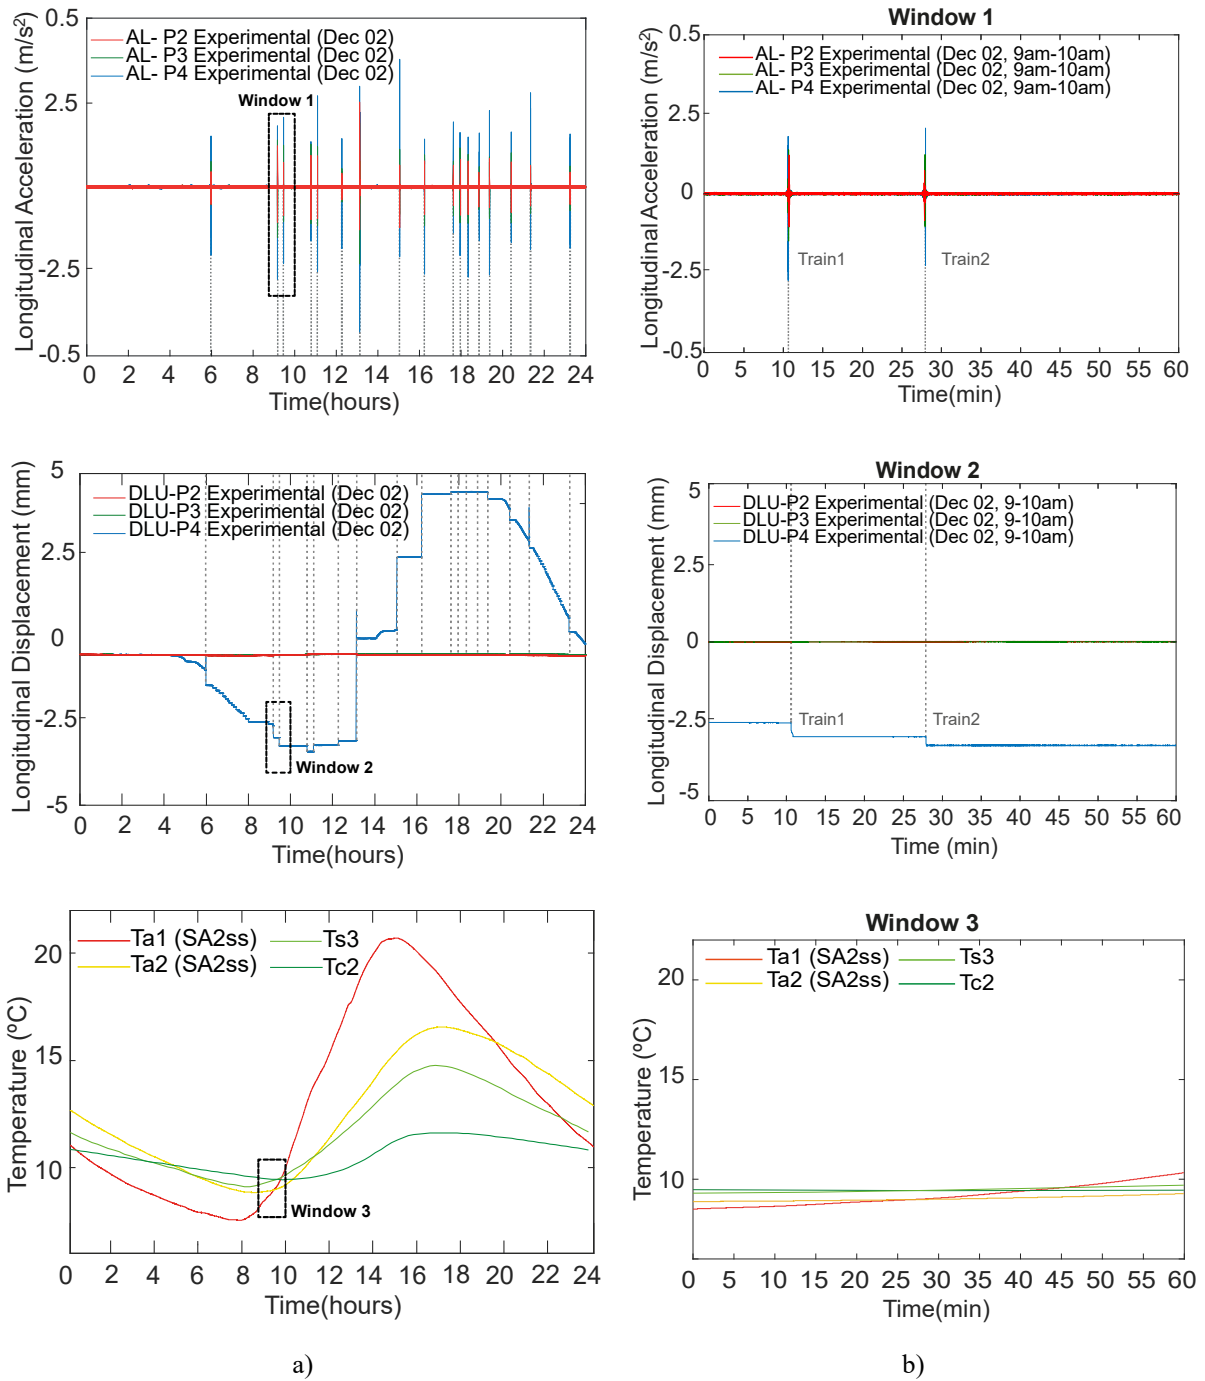 0.5
2.5
0
-2.5
-0.5
Longitudinal Acceleration (m/s²)
AL- P2 Experimental (Dec 02)
AL- P3 Experimental (Dec 02)
AL- P4 Experimental (Dec 02)
Window 1
0 2 4 6 8 10 12 14 16 18 20 22 24
Time(hours)
Window 1
0.5
2.5
0
-2.5
-0.5
Longitudinal Acceleration (m/s²)
AL- P2 Experimental (Dec 02, 9am-10am)
AL- P3 Experimental (Dec 02, 9am-10am)
AL- P4 Experimental (Dec 02, 9am-10am)
Train1
Train2
0 5 10 15 20 25 30 35 40 45 50 55 60
Time(min)
5
2.5
0
-2.5
-5
Longitudinal Displacement (mm)
DLU-P2 Experimental (Dec 02)
DLU-P3 Experimental (Dec 02)
DLU-P4 Experimental (Dec 02)
Window 2
0 2 4 6 8 10 12 14 16 18 20 22 24
Time(hours)
Window 2
5
2.5
0
-2.5
-5
Longitudinal Displacement (mm)
DLU-P2 Experimental (Dec 02, 9-10am)
DLU-P3 Experimental (Dec 02, 9-10am)
DLU-P4 Experimental (Dec 02, 9-10am)
Train1
Train2
0 5 10 15 20 25 30 35 40 45 50 55 60
Time (min)
20
15
10
Temperature (ºC)
Ta1 (SA2ss)
Ts3
Ta2 (SA2ss)
Tc2
Window 3
0 2 4 6 8 10 12 14 16 18 20 22 24
Time(hours)
Window 3
20
15
10
Temperature (ºC)
Ta1 (SA2ss)
Ts3
Ta2 (SA2ss)
Tc2
0 5 10 15 20 25 30 35 40 45 50 55 60
Time(min)
a)
b)